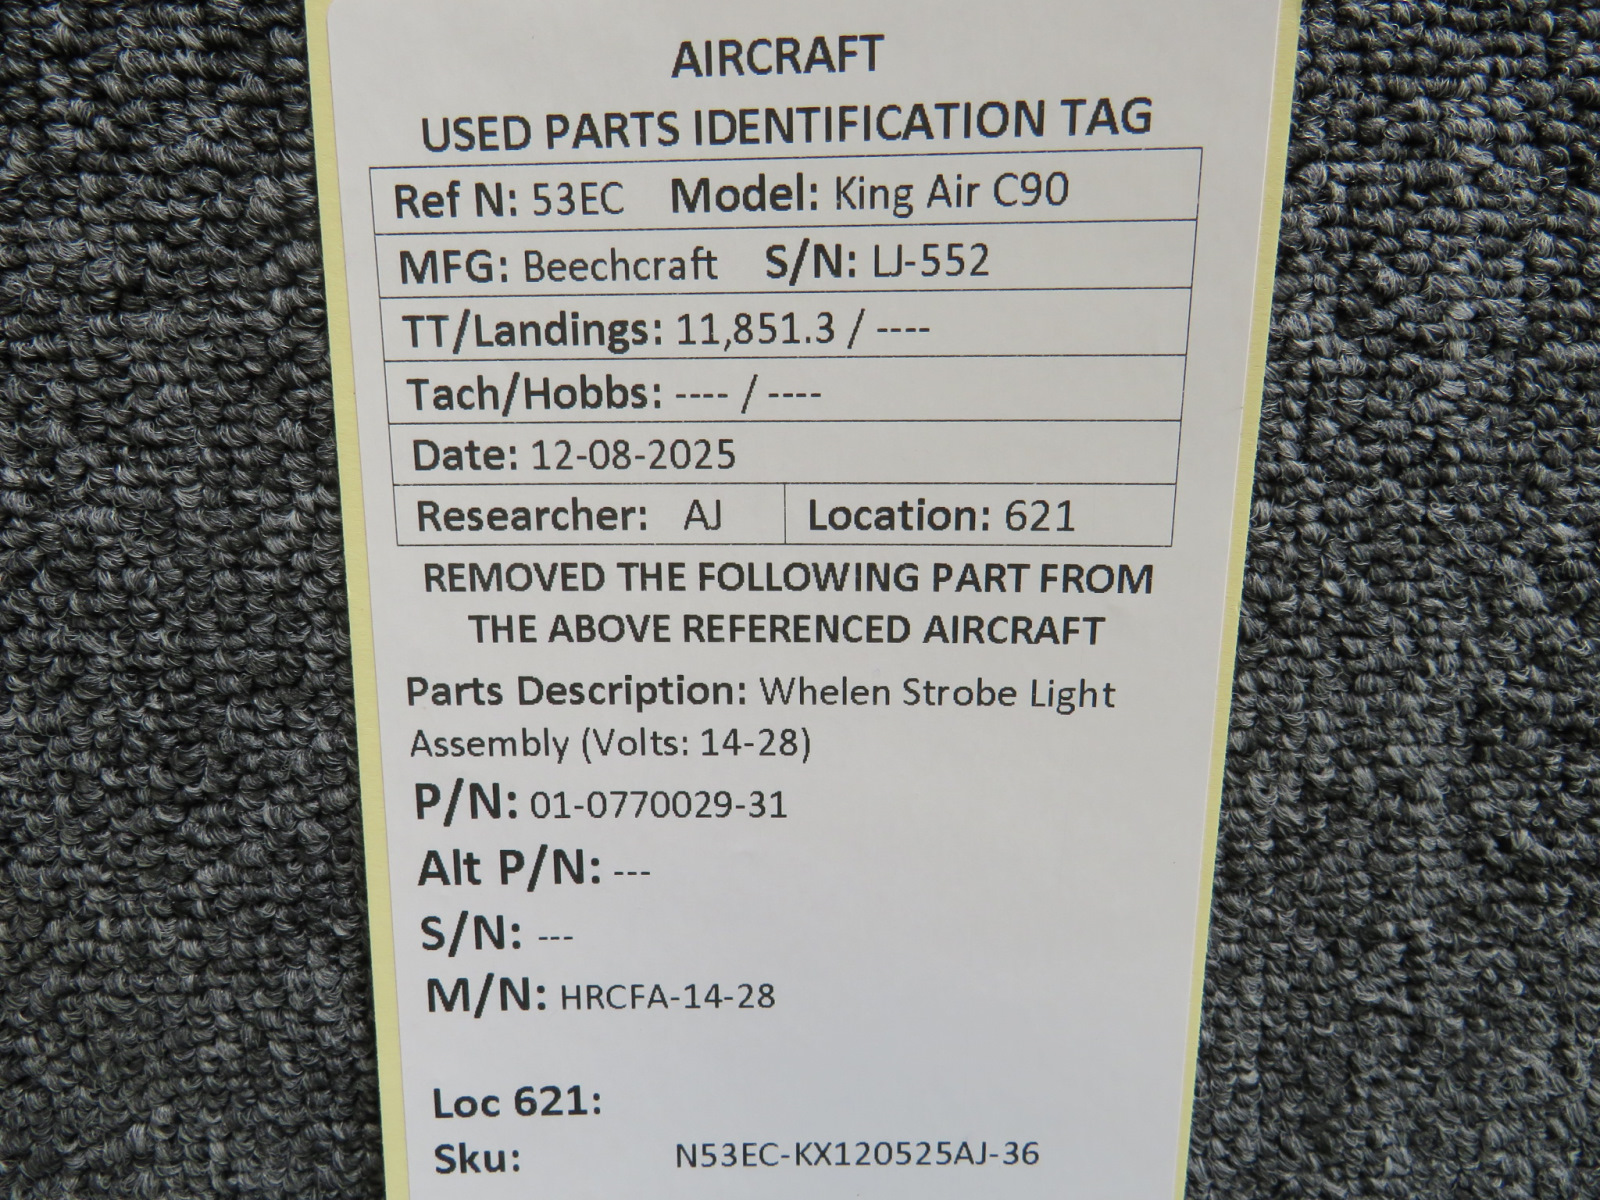 AIRCRAFT
USED PARTS IDENTIFICATION TAG
Ref N: 53EC Model: King Air C90
MFG: Beechcraft S/N: LJ-552
TT/Landings: 11,851.3 / ----
Tach/Hobbs: ---- / ----
Date: 12-08-2025
Researcher: AJ Location: 621
REMOVED THE FOLLOWING PART FROM
THE ABOVE REFERENCED AIRCRAFT
Parts Description: Whelen Strobe Light
Assembly (Volts: 14-28)
P/N: 01-0770029-31
Alt P/N: ---
S/N: ---
M/N: HRCFA-14-28
Loc 621:
Sku: N53EC-KX120525AJ-36